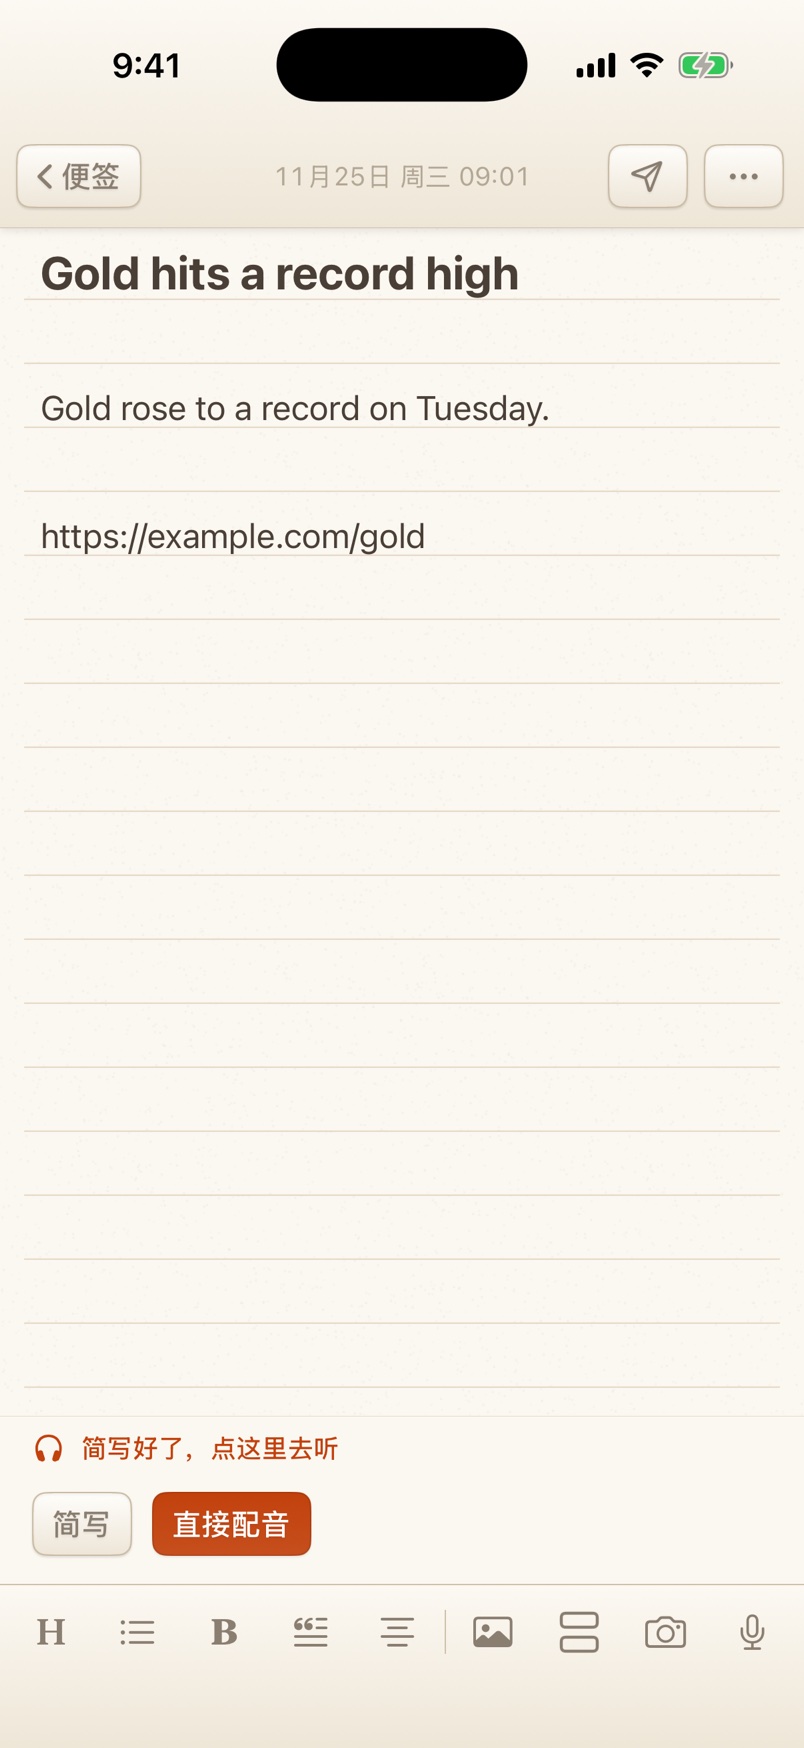 9:41
便签
11月25日 周三 09:01
Gold hits a record high
Gold rose to a record on Tuesday.
https://example.com/gold
简写好了，点这里去听
简写 直接配音
H B